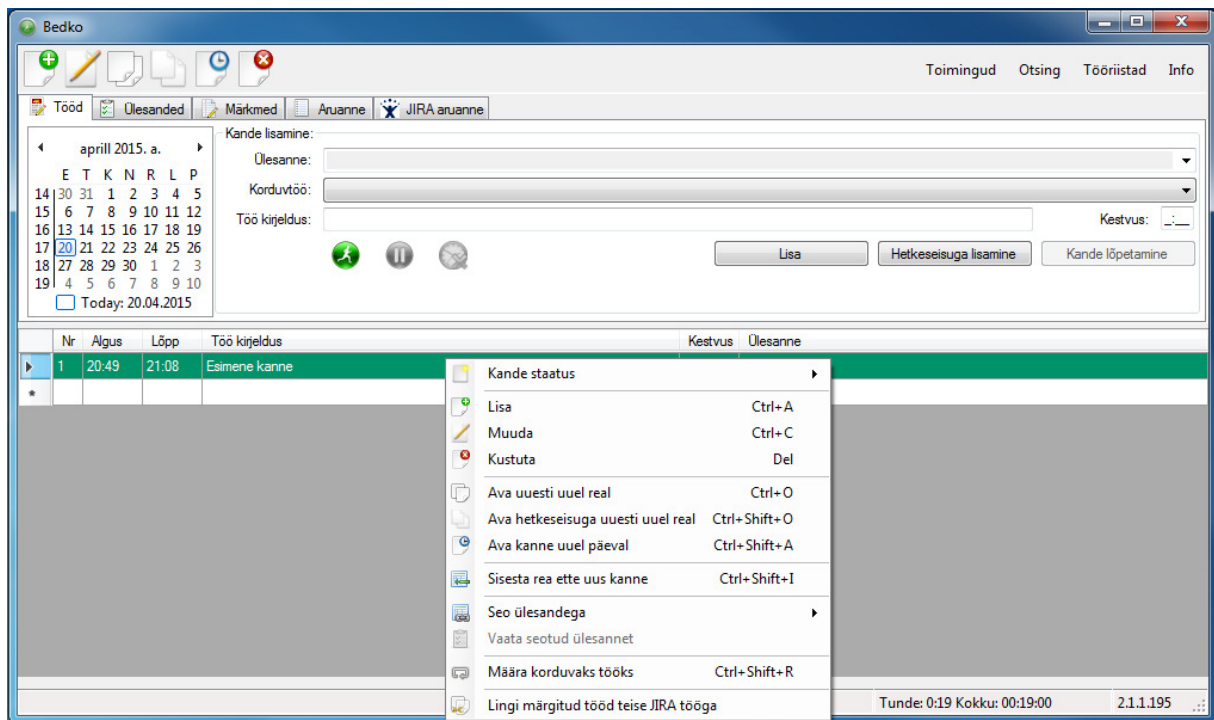 Bedko
Toimingud Otsing Tööriistad Info
Tööd Ülesanded Märkmed Aruanne JIRA aruanne
aprill 2015. a.
E T K N R L P
14 30 31 1 2 3 4 5
15 6 7 8 9 10 11 12
16 13 14 15 16 17 18 19
17 20 21 22 23 24 25 26
18 27 28 29 30 1 2 3
19 4 5 6 7 8 9 10
Today: 20.04.2015
Kande lisamine:
Ülesanne:
Korduvtöö:
Töö kirjeldus:
Kestvus: _:__
Lisa Hetkeseisuga lisamine Kande lõpetamine
Nr Algus Lõpp Töö kirjeldus Kestvus Ülesanne
1 20:49 21:08 Esimene kanne
Kande staatus
Lisa Ctrl+A
Muuda Ctrl+C
Kustuta Del
Ava uuesti uuel real Ctrl+O
Ava hetkeseisuga uuesti uuel real Ctrl+Shift+O
Ava kanne uuel päeval Ctrl+Shift+A
Sisesta rea ette uus kanne Ctrl+Shift+I
Seo ülesandega
Vaata seotud ülesannet
Määra korduvaks tööks Ctrl+Shift+R
Lingi märgitud tööd teise JIRA tööga
Tunde: 0:19 Kokku: 00:19:00 2.1.1.195